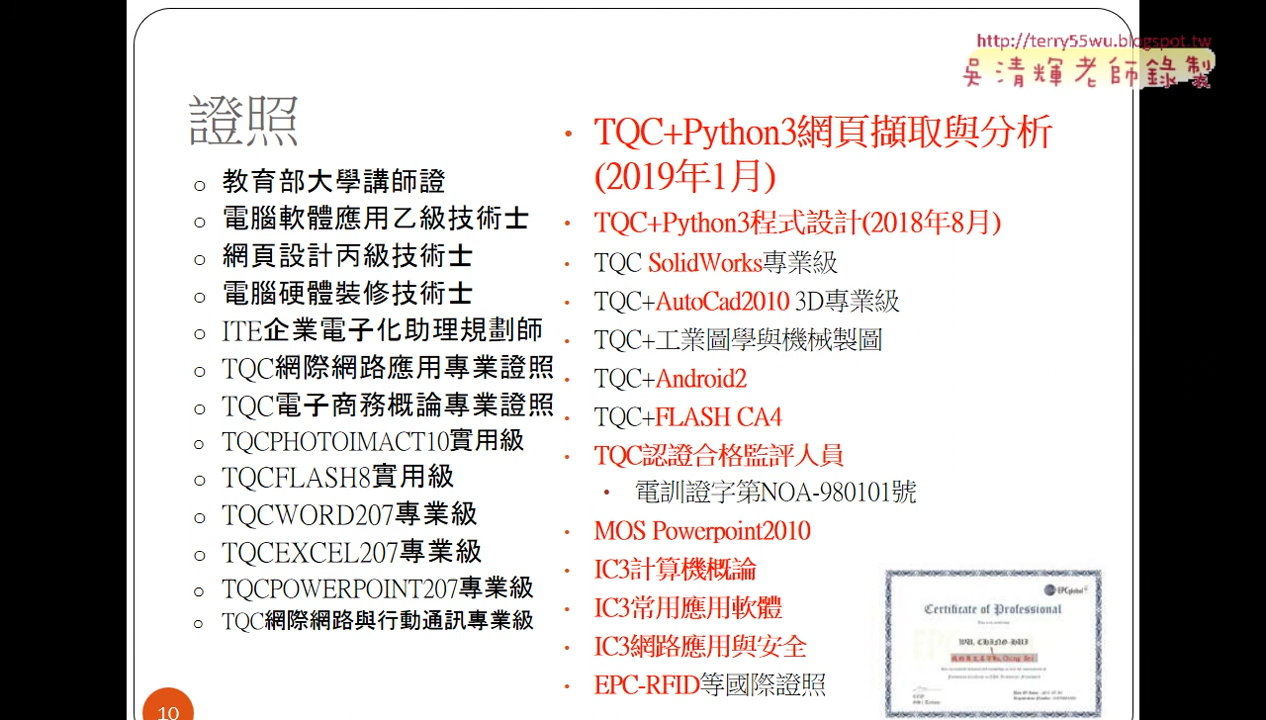 http://terry55wu.blogspot.tw
吳清輝老師錄製
證照
教育部大學講師證
電腦軟體應用乙級技術士
網頁設計丙級技術士
電腦硬體裝修技術士
ITE企業電子化助理規劃師
TQC網際網路應用專業證照
TQC電子商務概論專業證照
TQCPHOTOIMACT10實用級
TQCFLASH8實用級
TQCWORD207專業級
TQCEXCEL207專業級
TQCPOWERPOINT207專業級
TQC網際網路與行動通訊專業級
TQC+Python3網頁擷取與分析
(2019年1月)
TQC+Python3程式設計(2018年8月)
TQC SolidWorks專業級
TQC+AutoCad2010 3D專業級
TQC+工業圖學與機械製圖
TQC+Android2
TQC+FLASH CA4
TQC認證合格監評人員
電訓證字第NOA-980101號
MOS Powerpoint2010
IC3計算機概論
IC3常用應用軟體
IC3網路應用與安全
EPC-RFID等國際證照
EPCglobal
Certificate of Professional
WU, CHANG-HUI
10